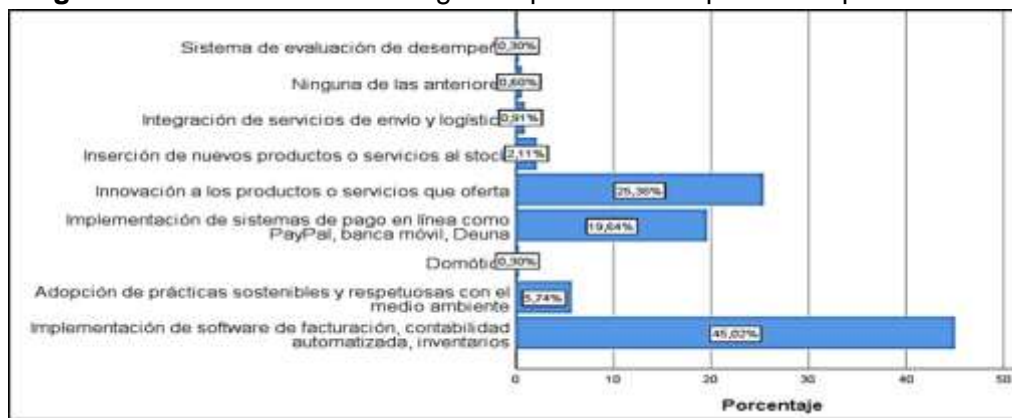 Sistema de evaluación de desempeñ
0,30%
Ninguna de las anteriore
0,60%
Integración de servicios de envío y logístic
0,91%
Inserción de nuevos productos o servicios al stoc
2,11%
Innovación a los productos o servicios que oferta
25,38%
Implementación de sistemas de pago en línea como
PayPal, banca móvil, Deuna
19,64%
Domótic
0,30%
Adopción de prácticas sostenibles y respetuosas con el
medio ambiente
5,74%
Implementación de software de facturación, contabilidad
automatizada, inventarios
45,02%
0 10 20 30 40 50
Porcentaje